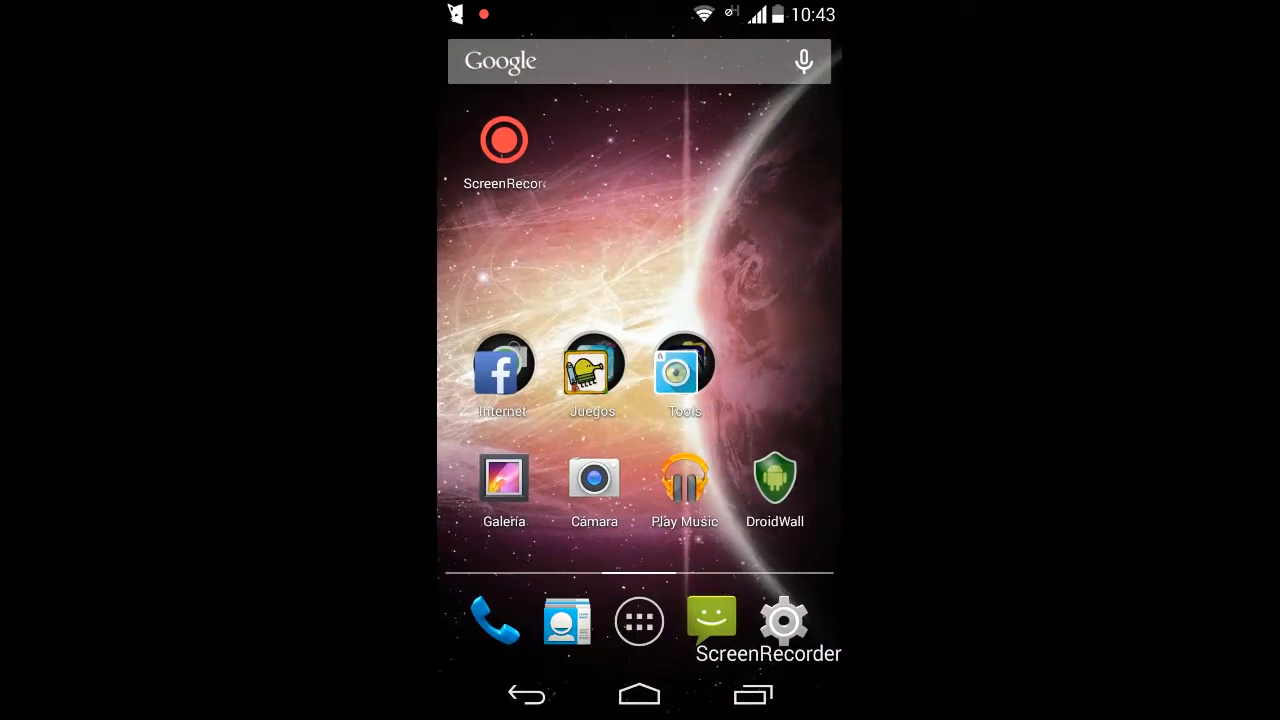 10:43
Google
ScreenRecor
Internet
Juegos
Tools
Galería
Cámara
Play Music
DroidWall
ScreenRecorder